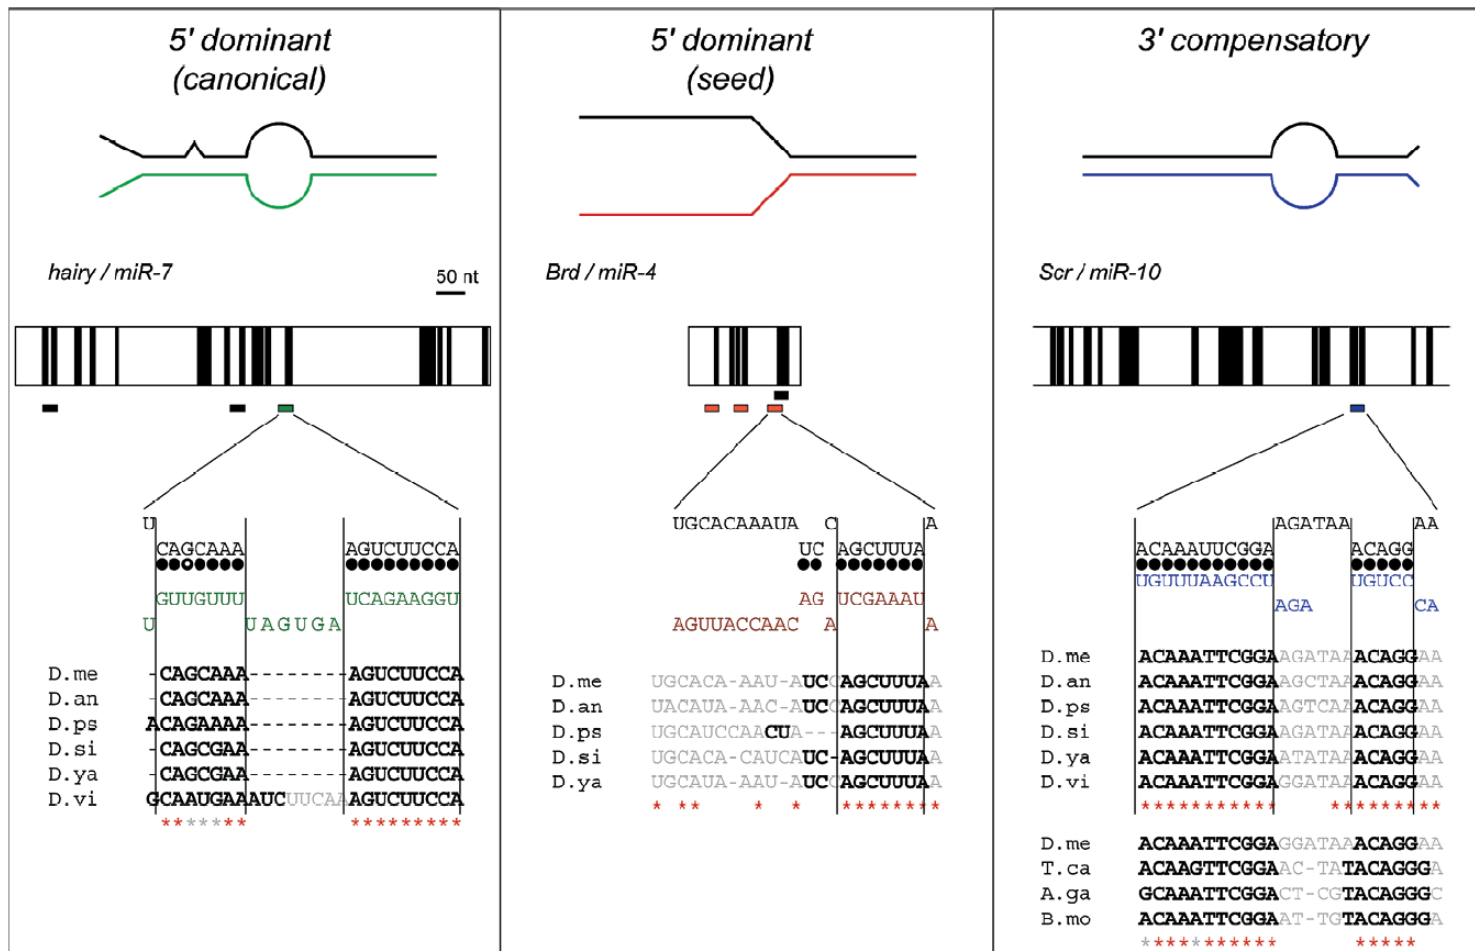 5' dominant
(canonical)
hairy / miR-7
50 nt
U
CAGCAAA AGUCUUCCA
GUUGUUU UCAGAAGGU
U UAGUGA
D.me -CAGCAAA--------AGUCUUCCA
D.an -CAGCAAA--------AGUCUUCCA
D.ps ACAGAAAA--------AGUCUUCCA
D.si -CAGCGAA--------AGUCUUCCA
D.ya -CAGCGAA--------AGUCUUCCA
D.vi GCAAUGAAAUCUUCAAAGUCUUCCA
******* *********
5' dominant
(seed)
Brd / miR-4
UGCACAAAUA C A
UC AGCUUUA
AG UCGAAAU
AGUUACCAAC A A
D.me UGCACA-AAU-AUCCAGCUUUAA
D.an UACAUA-AAC-AUCCAGCUUUAA
D.ps UGCAUCCAACUA---AGCUUUAA
D.si UGCACA-CAUCAUC-AGCUUUAA
D.ya UGCAUA-AAU-AUCCAGCUUUAA
* ** * * ********
3' compensatory
Scr / miR-10
AGATAA AA
ACAAAUUCGGA ACAGG
UGUUUAAGCCU UGUCC
AGA CA
D.me ACAAATTCGGAAGATAAACAGGAA
D.an ACAAATTCGGAAGCTAAACAGGAA
D.ps ACAAATTCGGAAGTCAAACAGGAA
D.si ACAAATTCGGAAGATAAACAGGAA
D.ya ACAAATTCGGAATATAAACAGGAA
D.vi ACAAATTCGGAGGATAAACAGGAA
*********** *********
D.me ACAAATTCGGAGGATAAACAGGAA
T.ca ACAAGTTCGGAAC-TATACAGGGA
A.ga GCAAATTCGGACT-CGTACAGGGC
B.mo ACAAATTCGGAAT-TGTACAGGGA
*********** *****